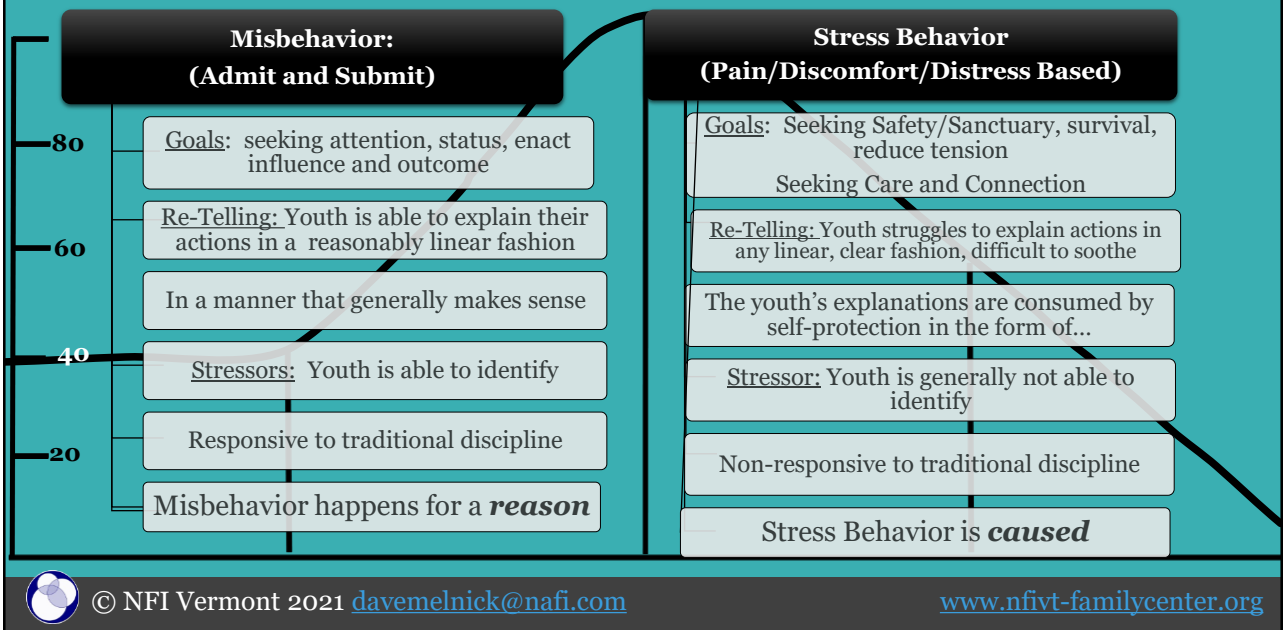 Misbehavior:
(Admit and Submit)
Goals: seeking attention, status, enact
influence and outcome
Re-Telling: Youth is able to explain their
actions in a reasonably linear fashion
In a manner that generally makes sense
Stressors: Youth is able to identify
Responsive to traditional discipline
Misbehavior happens for a reason
Stress Behavior
(Pain/Discomfort/Distress Based)
Goals: Seeking Safety/Sanctuary, survival,
reduce tension
Seeking Care and Connection
Re-Telling: Youth struggles to explain actions in
any linear, clear fashion, difficult to soothe
The youth's explanations are consumed by
self-protection in the form of...
Stressor: Youth is generally not able to
identify
Non-responsive to traditional discipline
Stress Behavior is caused
80
60
40
20
© NFI Vermont 2021 davemelnick@nafi.com
www.nfivt-familycenter.org